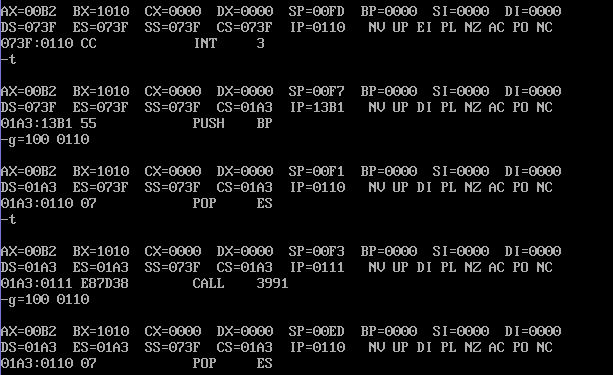 AX=00B2  BX=1010  CX=0000  DX=0000  SP=00FD  BP=0000  SI=0000  DI=0000
DS=073F  ES=073F  SS=073F  CS=073F  IP=0110   NV UP EI PL NZ AC PO NC
073F:0110 CC            INT     3
-t
AX=00B2  BX=1010  CX=0000  DX=0000  SP=00F7  BP=0000  SI=0000  DI=0000
DS=073F  ES=073F  SS=073F  CS=01A3  IP=13B1   NV UP DI PL NZ AC PO NC
01A3:13B1 55            PUSH    BP
-g=100 0110
AX=00B2  BX=1010  CX=0000  DX=0000  SP=00F1  BP=0000  SI=0000  DI=0000
DS=01A3  ES=073F  SS=073F  CS=01A3  IP=0110   NV UP DI PL NZ AC PO NC
01A3:0110 07            POP     ES
-t
AX=00B2  BX=1010  CX=0000  DX=0000  SP=00F3  BP=0000  SI=0000  DI=0000
DS=01A3  ES=01A3  SS=073F  CS=01A3  IP=0111   NV UP DI PL NZ AC PO NC
01A3:0111 E87D38        CALL    3991
-g=100 0110
AX=00B2  BX=1010  CX=0000  DX=0000  SP=00ED  BP=0000  SI=0000  DI=0000
DS=01A3  ES=01A3  SS=073F  CS=01A3  IP=0110   NV UP DI PL NZ AC PO NC
01A3:0110 07            POP     ES